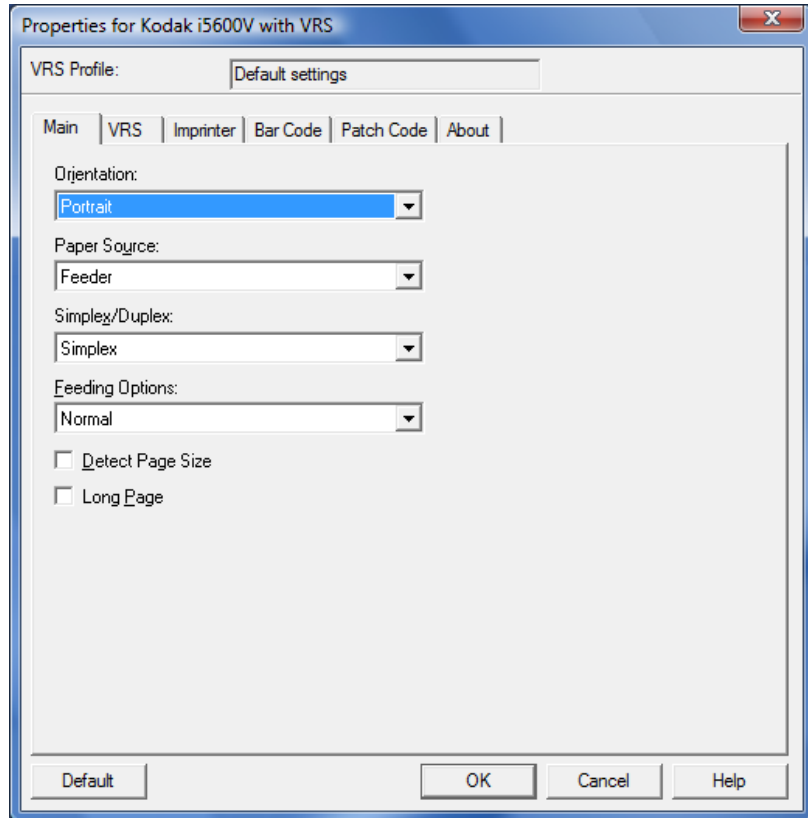 Properties for Kodak i5600V with VRS
VRS Profile: Default settings
Main VRS Imprinter Bar Code Patch Code About
Orientation:
Portrait
Paper Source:
Feeder
Simplex/Duplex:
Simplex
Feeding Options:
Normal
Detect Page Size
Long Page
Default OK Cancel Help